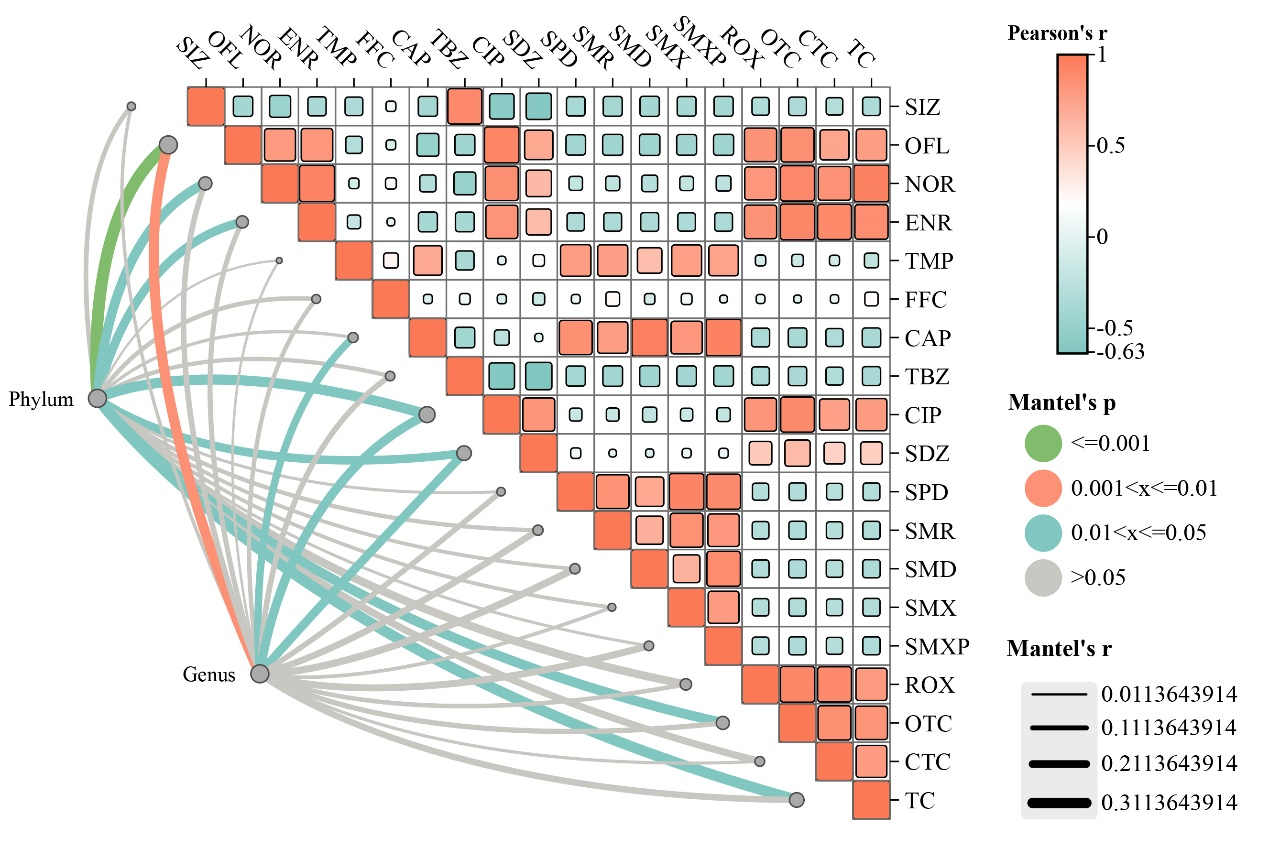 SIZ
OFL
NOR
ENR
TMP
FFC
CAP
TBZ
CIP
SDZ
SPD
SMR
SMD
SMX
SMXP
ROX
OTC
CTC
TC
SIZ
OFL
NOR
ENR
TMP
FFC
CAP
TBZ
CIP
SDZ
SPD
SMR
SMD
SMX
SMXP
ROX
OTC
CTC
TC
Phylum
Genus
Pearson's r
1
0.5
0
-0.5
-0.63
Mantel's p
<=0.001
0.001<x<=0.01
0.01<x<=0.05
>0.05
Mantel's r
0.0113643914
0.1113643914
0.2113643914
0.3113643914